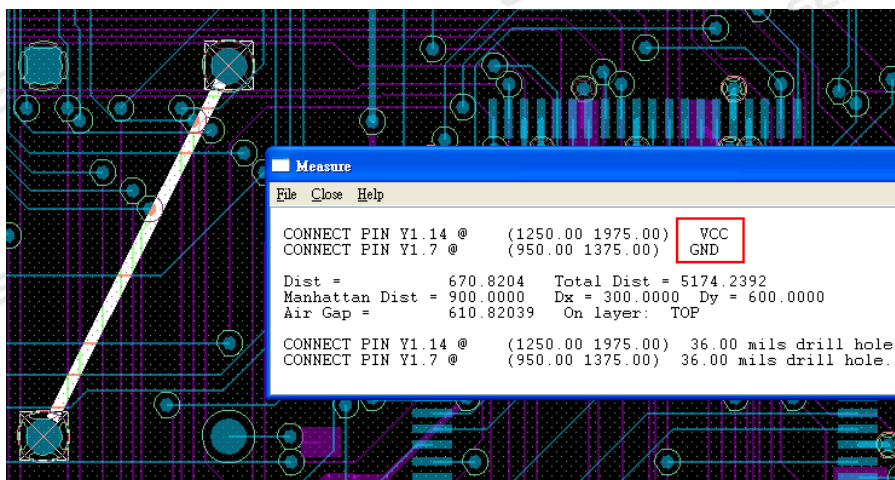 Measure
File Close Help
CONNECT PIN Y1.14 @ (1250.00 1975.00) VCC
CONNECT PIN Y1.7 @ (950.00 1375.00) GND
Dist = 670.8204 Total Dist = 5174.2392
Manhattan Dist = 900.0000 Dx = 300.0000 Dy = 600.0000
Air Gap = 610.82039 On layer: TOP
CONNECT PIN Y1.14 @ (1250.00 1975.00) 36.00 mils drill hole
CONNECT PIN Y1.7 @ (950.00 1375.00) 36.00 mils drill hole.